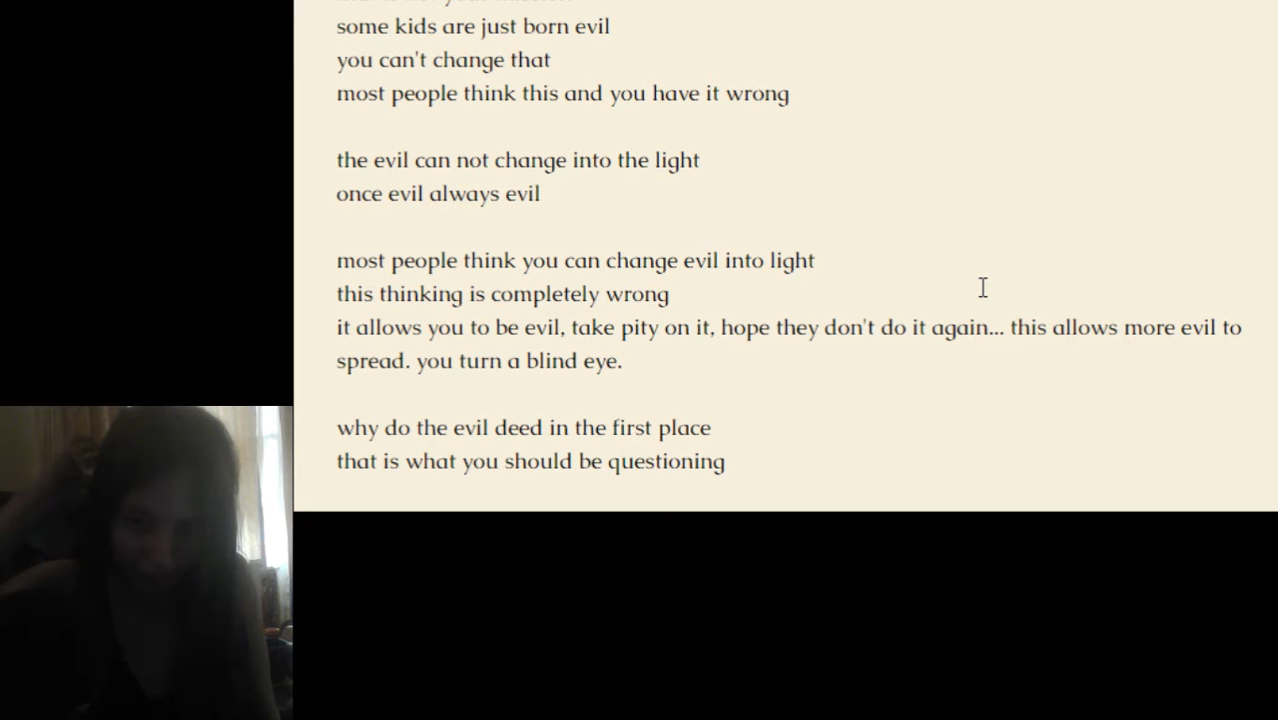 some kids are just born evil
you can't change that
most people think this and you have it wrong
the evil can not change into the light
once evil always evil
most people think you can change evil into light
this thinking is completely wrong
it allows you to be evil, take pity on it, hope they don't do it again... this allows more evil to
spread. you turn a blind eye.
why do the evil deed in the first place
that is what you should be questioning